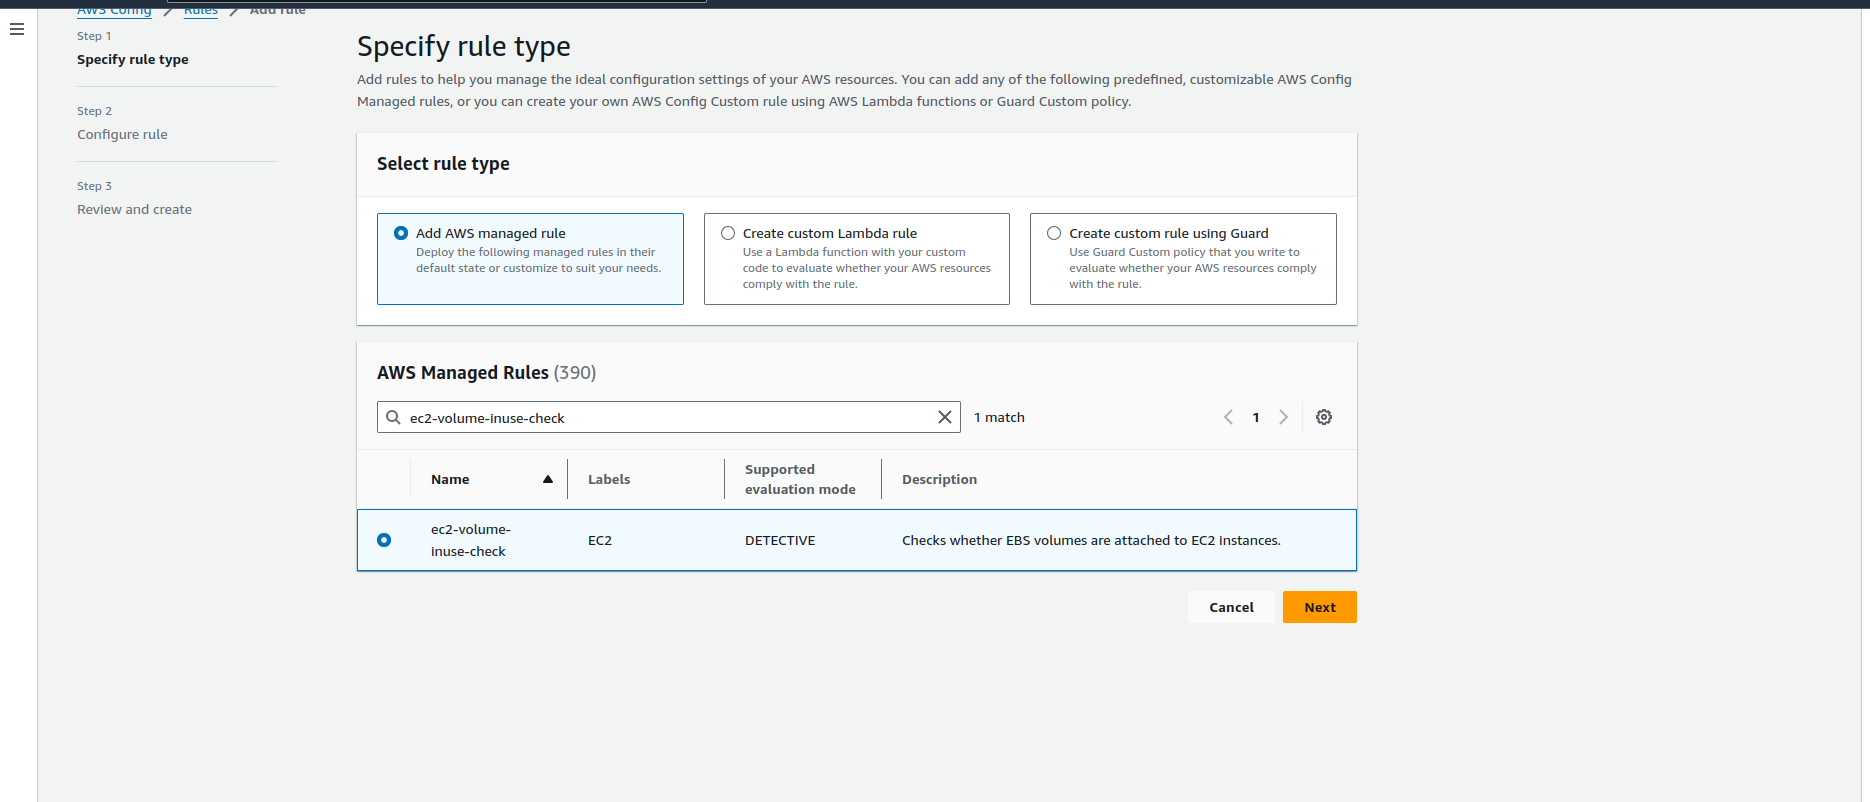 AWS Config / Rules / Add rule
Step 1
Specify rule type
Step 2
Configure rule
Step 3
Review and create
Specify rule type
Add rules to help you manage the ideal configuration settings of your AWS resources. You can add any of the following predefined, customizable AWS Config
Managed rules, or you can create your own AWS Config Custom rule using AWS Lambda functions or Guard Custom policy.
Select rule type
Add AWS managed rule
Deploy the following managed rules in their
default state or customize to suit your needs.
Create custom Lambda rule
Use a Lambda function with your custom
code to evaluate whether your AWS resources
comply with the rule.
Create custom rule using Guard
Use Guard Custom policy that you write to
evaluate whether your AWS resources comply
with the rule.
AWS Managed Rules (390)
ec2-volume-inuse-check
1 match
1
Name
Labels
Supported
evaluation mode
Description
ec2-volume-
inuse-check
EC2
DETECTIVE
Checks whether EBS volumes are attached to EC2 instances.
Cancel
Next